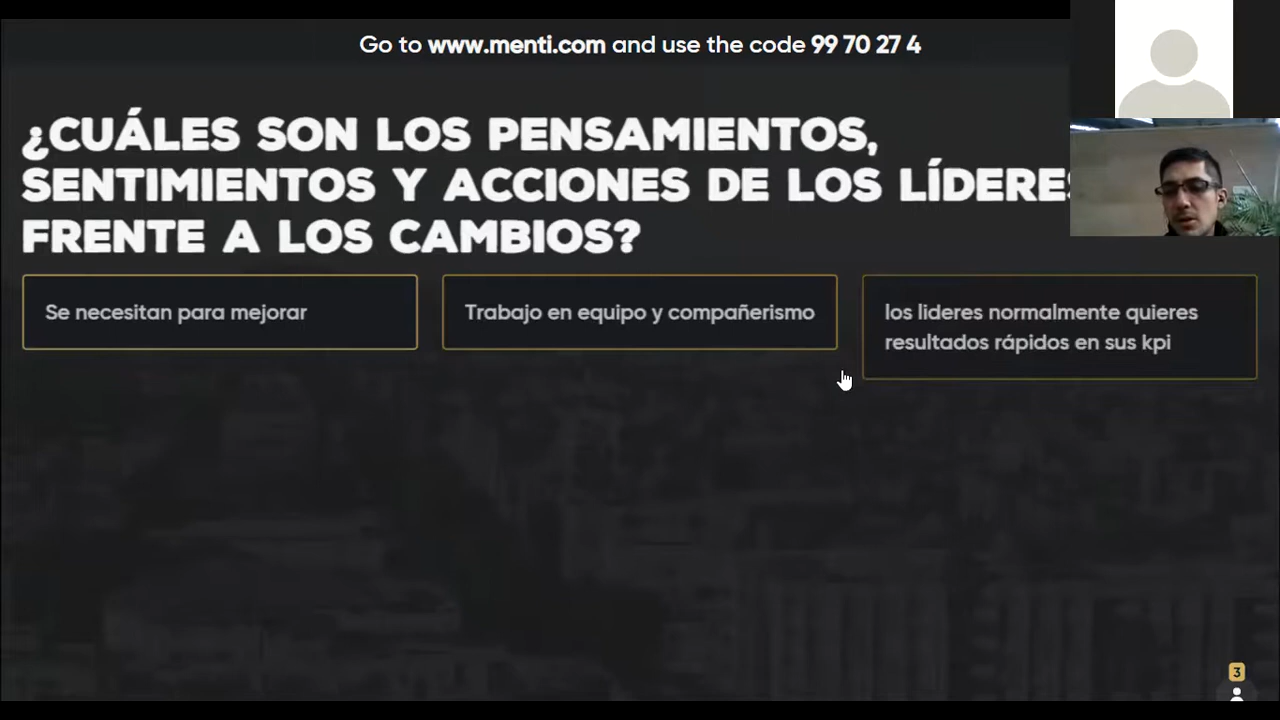 Go to www.menti.com and use the code 99 70 27 4
¿CUÁLES SON LOS PENSAMIENTOS,
SENTIMIENTOS Y ACCIONES DE LOS LÍDERES
FRENTE A LOS CAMBIOS?
Se necesitan para mejorar
Trabajo en equipo y compañerismo
los lideres normalmente quieres
resultados rápidos en sus kpi
3